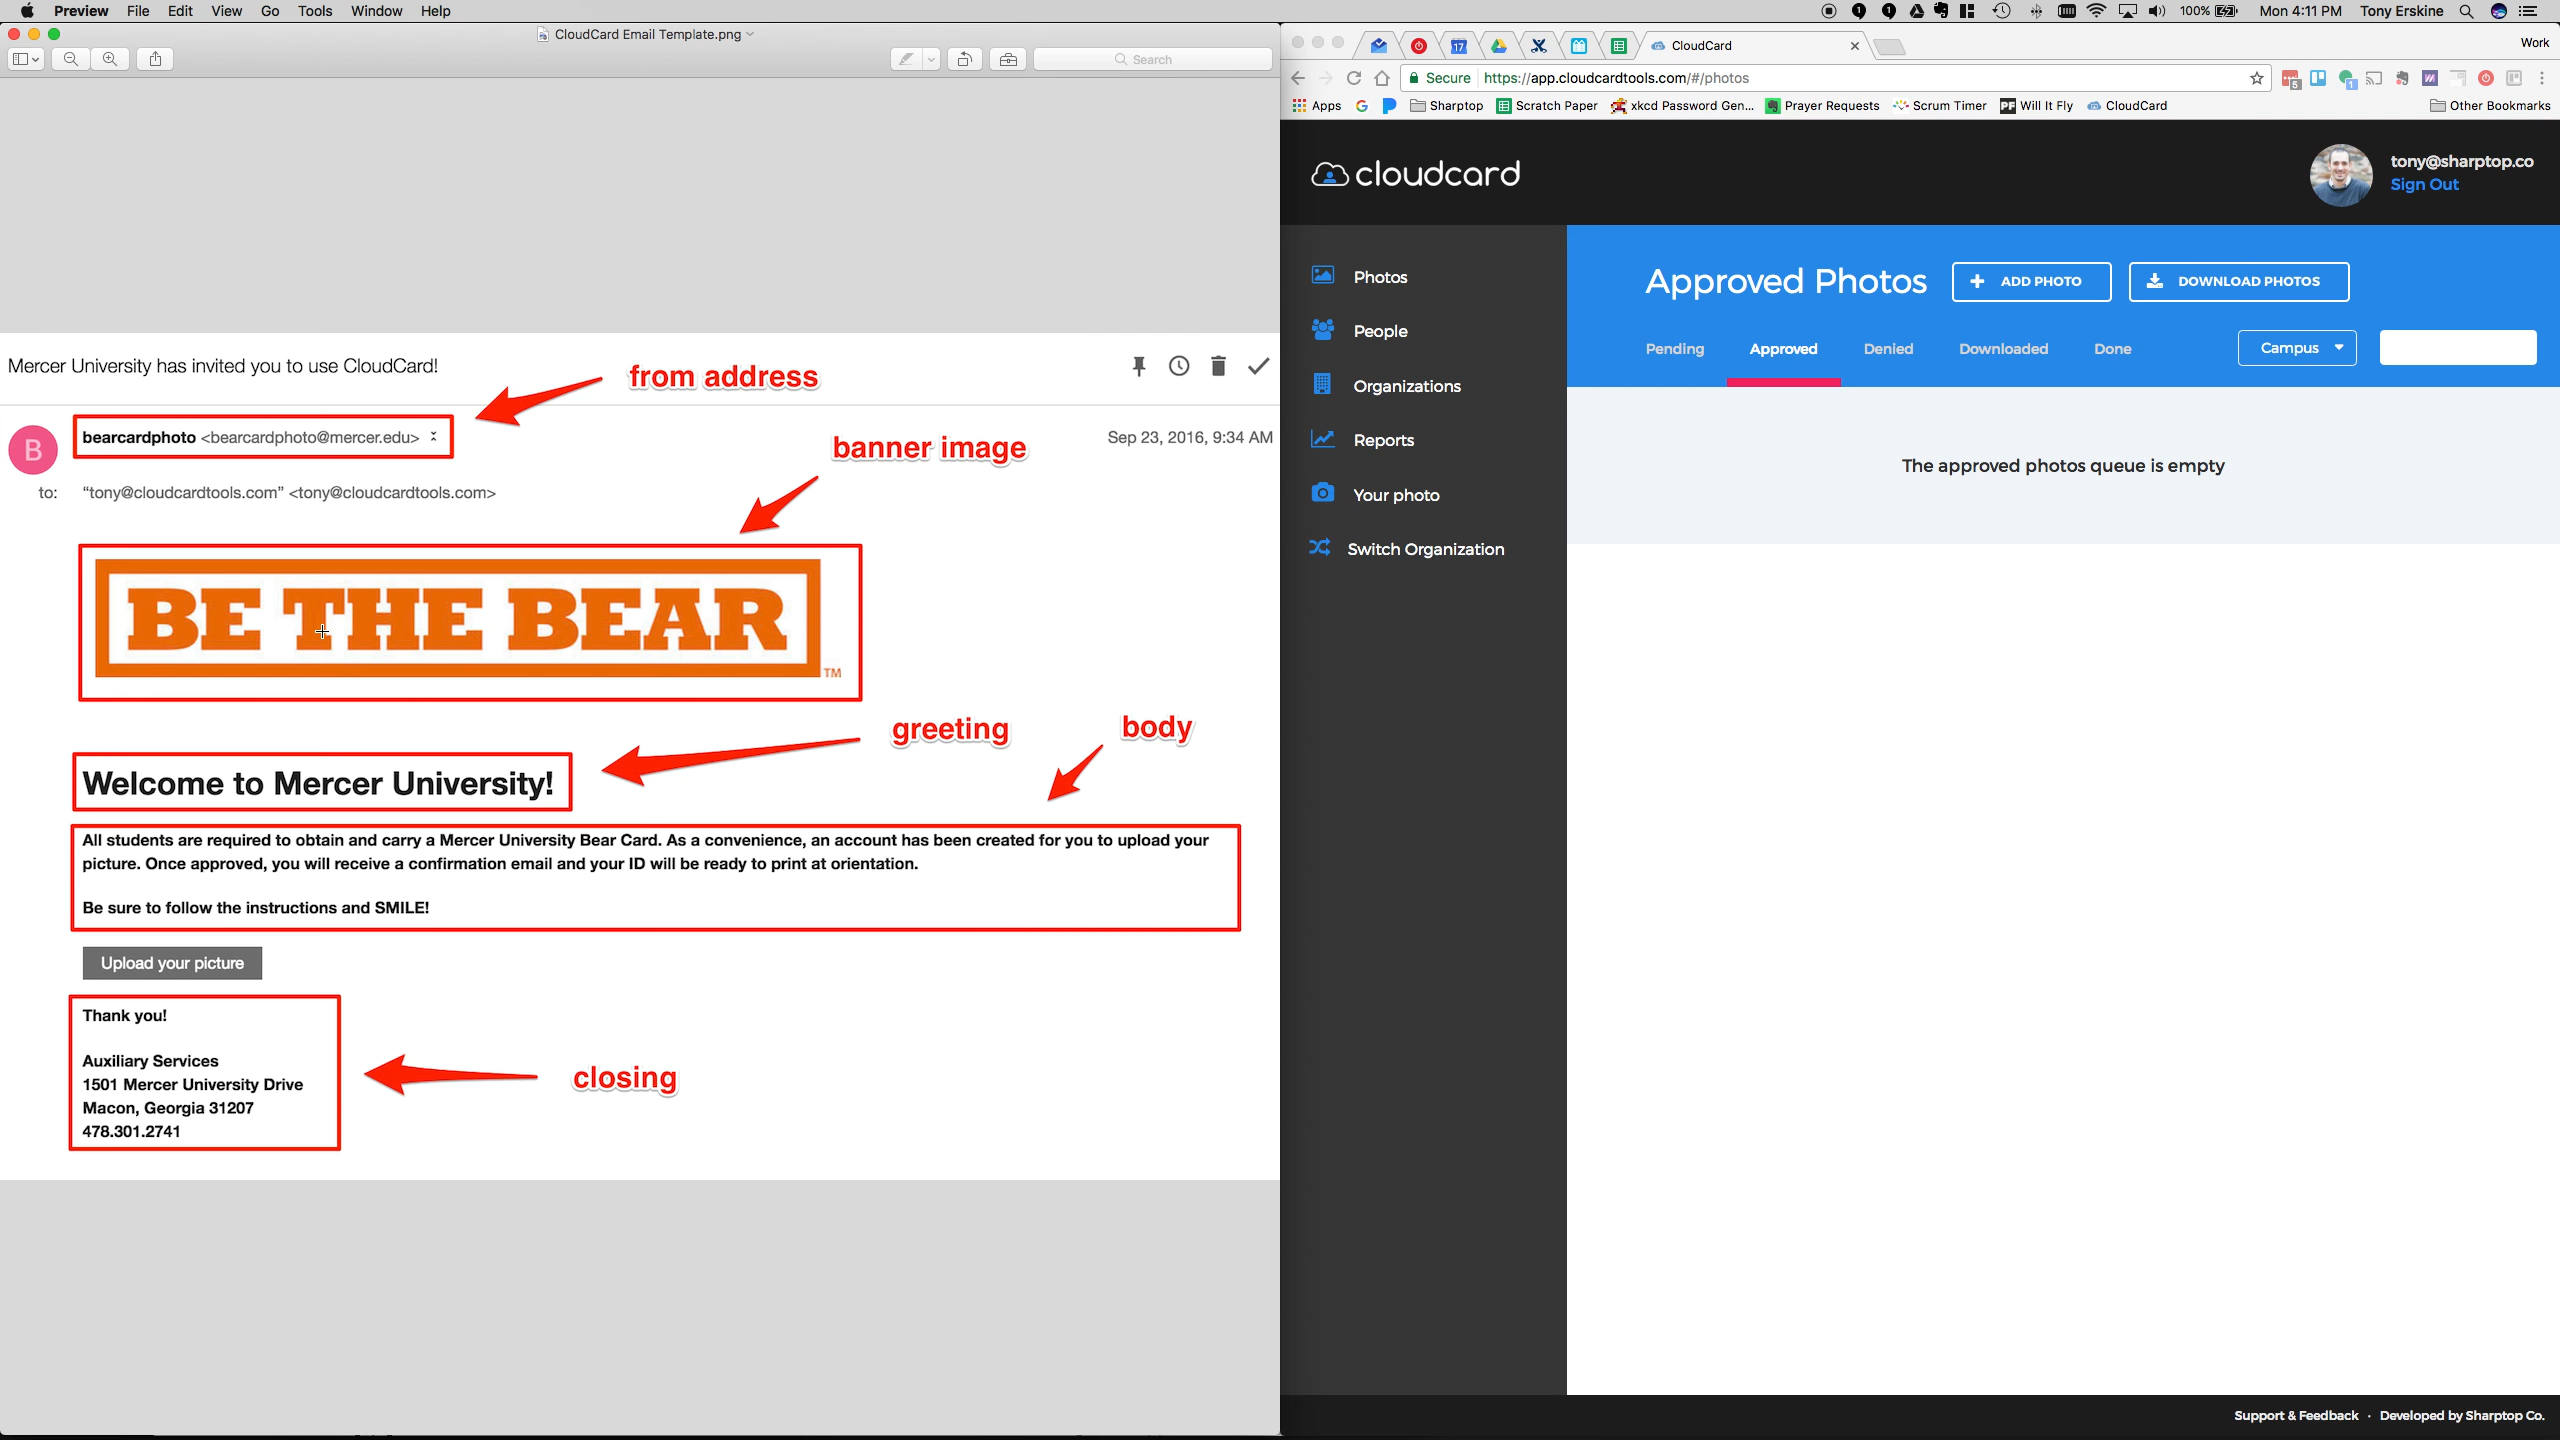 Preview File Edit View Go Tools Window Help
100% Mon 4:11 PM Tony Erskine
CloudCard Email Template.png
Search
Mercer University has invited you to use CloudCard!
from address
B
bearcardphoto <bearcardphoto@mercer.edu>
Sep 23, 2016, 9:34 AM
to: “tony@cloudcardtools.com” <tony@cloudcardtools.com>
banner image
BE THE BEAR
TM
greeting
body
Welcome to Mercer University!
All students are required to obtain and carry a Mercer University Bear Card. As a convenience, an account has been created for you to upload your
picture. Once approved, you will receive a confirmation email and your ID will be ready to print at orientation.
Be sure to follow the instructions and SMILE!
Upload your picture
Thank you!
Auxiliary Services
1501 Mercer University Drive
Macon, Georgia 31207
478.301.2741
closing
17
CloudCard
Work
Secure https://app.cloudcardtools.com/#/photos
Apps Sharptop Scratch Paper xkcd Password Gen... Prayer Requests Scrum Timer PF Will It Fly CloudCard Other Bookmarks
cloudcard
tony@sharptop.co
Sign Out
Photos
People
Organizations
Reports
Your photo
Switch Organization
Approved Photos
ADD PHOTO
DOWNLOAD PHOTOS
Pending Approved Denied Downloaded Done
Campus
The approved photos queue is empty
Support & Feedback · Developed by Sharptop Co.